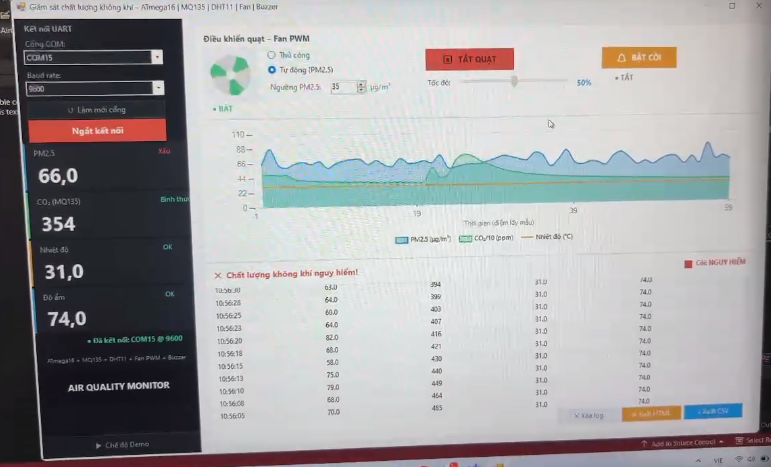 Giám sát chất lượng không khí – ATmega16 | MQ135 | DHT11 | Fan | Buzzer
Kết nối UART
Cổng COM:
COM15
Baud rate:
9600
Làm mới cổng
Ngắt kết nối
PM2.5 Xấu
66,0
CO₂ (MQ135) Bình thư
354
Nhiệt độ OK
31,0
Độ ẩm OK
74,0
• Đã kết nối: COM15 @ 9600
ATmega16 + MQ135 + DHT11 + Fan PWM + Buzzer
AIR QUALITY MONITOR
▶ Chế độ Demo
Điều khiển quạt – Fan PWM
Thủ công
Tự động (PM2.5)
Ngưỡng PM2.5: 35 µg/m³
• BẬT
TẮT QUẠT
Tốc độ: 50%
BẬT CÒI
• TẮT
110
88
66
44
22
0
-1 19 39 59
Thời gian (điểm lấy mẫu)
PM2.5 (µg/m³) CO₂/10 (ppm) Nhiệt độ (°C)
✕ Chất lượng không khí nguy hiểm!
NGUY HIỂM
10:56:30 63.0 394 31.0 74.0
10:56:28 64.0 399 31.0 74.0
10:56:25 60.0 403 31.0 74.0
10:56:23 64.0 407 31.0 74.0
10:56:20 82.0 416 31.0 74.0
10:56:18 68.0 421 31.0 74.0
10:56:15 58.0 430 31.0 74.0
10:56:13 75.0 440 31.0 74.0
10:56:10 79.0 449 31.0 74.0
10:56:08 68.0 464 31.0 74.0
10:56:05 70.0 485 31.0
Xóa log
Xuất HTML
Xuất CSV
Add to Source Control
Select Re
VIE